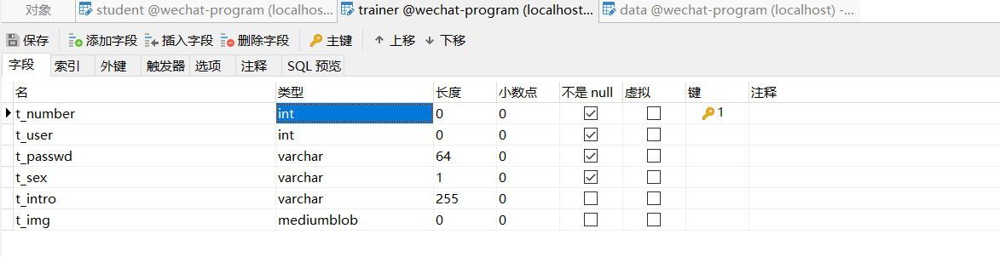 对象 student @wechat-program (localhos... trainer @wechat-program (localhost... data @wechat-program (localhost) -...
保存 添加字段 插入字段 删除字段 主键 上移 下移
字段 索引 外键 触发器 选项 注释 SQL 预览
名 类型 长度 小数点 不是 null 虚拟 键 注释
t_number int 0 0 1
t_user int 0 0
t_passwd varchar 64 0
t_sex varchar 1 0
t_intro varchar 255 0
t_img mediumblob 0 0